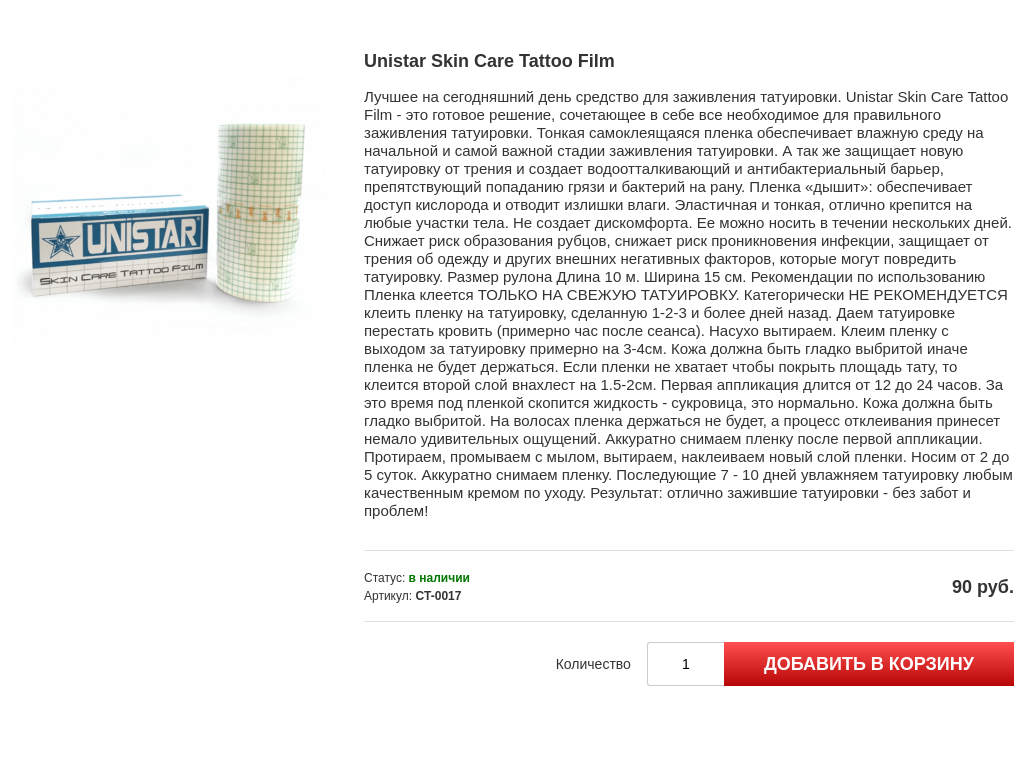 Unistar Skin Care Tattoo Film
Лучшее на сегодняшний день средство для заживления татуировки. Unistar Skin Care Tattoo
Film - это готовое решение, сочетающее в себе все необходимое для правильного
заживления татуировки. Тонкая самоклеящаяся пленка обеспечивает влажную среду на
начальной и самой важной стадии заживления татуировки. А так же защищает новую
татуировку от трения и создает водоотталкивающий и антибактериальный барьер,
препятствующий попаданию грязи и бактерий на рану. Пленка «дышит»: обеспечивает
доступ кислорода и отводит излишки влаги. Эластичная и тонкая, отлично крепится на
любые участки тела. Не создает дискомфорта. Ее можно носить в течении нескольких дней.
Снижает риск образования рубцов, снижает риск проникновения инфекции, защищает от
трения об одежду и других внешних негативных факторов, которые могут повредить
татуировку. Размер рулона Длина 10 м. Ширина 15 см. Рекомендации по использованию
Пленка клеется ТОЛЬКО НА СВЕЖУЮ ТАТУИРОВКУ. Категорически НЕ РЕКОМЕНДУЕТСЯ
клеить пленку на татуировку, сделанную 1-2-3 и более дней назад. Даем татуировке
перестать кровить (примерно час после сеанса). Насухо вытираем. Клеим пленку с
выходом за татуировку примерно на 3-4см. Кожа должна быть гладко выбритой иначе
пленка не будет держаться. Если пленки не хватает чтобы покрыть площадь тату, то
клеится второй слой внахлест на 1.5-2см. Первая аппликация длится от 12 до 24 часов. За
это время под пленкой скопится жидкость - сукровица, это нормально. Кожа должна быть
гладко выбритой. На волосах пленка держаться не будет, а процесс отклеивания принесет
немало удивительных ощущений. Аккуратно снимаем пленку после первой аппликации.
Протираем, промываем с мылом, вытираем, наклеиваем новый слой пленки. Носим от 2 до
5 суток. Аккуратно снимаем пленку. Последующие 7 - 10 дней увлажняем татуировку любым
качественным кремом по уходу. Результат: отлично зажившие татуировки - без забот и
проблем!
UNISTAR
SKIN CARE TATTOO FILM
Статус: в наличии
Артикул: СТ-0017
90 руб.
Количество
1
ДОБАВИТЬ В КОРЗИНУ